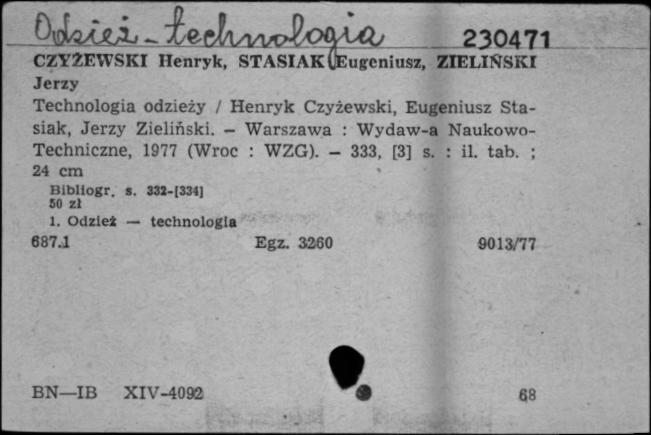 Odzież - technologia
230471
CZYŻEWSKI Henryk, STASIAK Eugeniusz, ZIELIŃSKI
Jerzy
Technologia odzieży / Henryk Czyżewski, Eugeniusz Sta-
siak, Jerzy Zieliński. — Warszawa : Wydaw-a Naukowo-
Techniczne, 1977 (Wroc : WZG). — 333, [3] s. : il. tab. ;
24 cm
Bibliogr. s. 332-[334]
50 zł
1. Odzież — technologia
687.1 Egz. 3260 9013/77
BN—IB XIV-4092 68